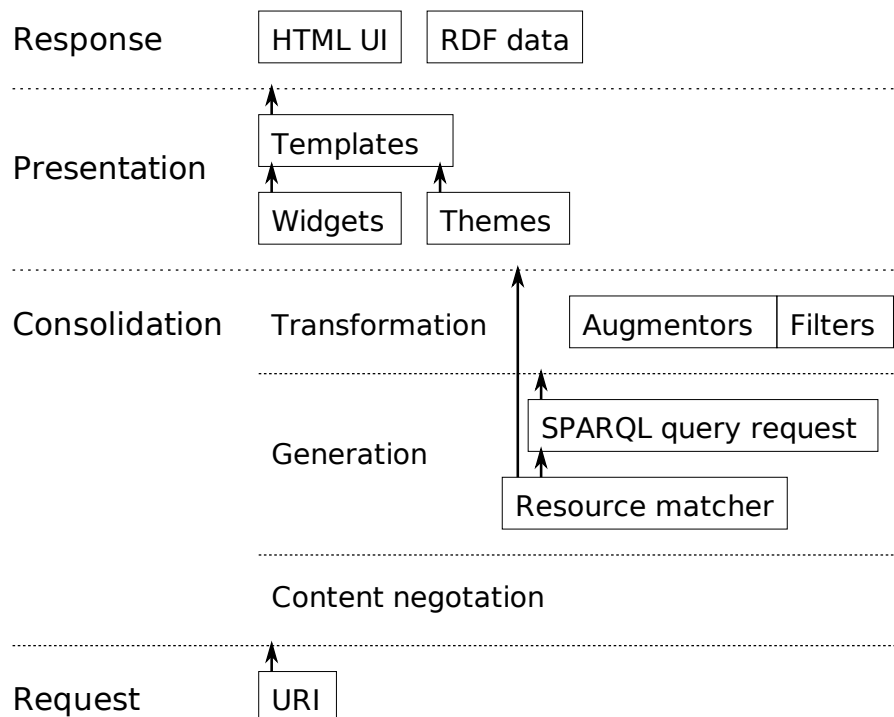 Response
HTML UI
RDF data
Presentation
Templates
Widgets
Themes
Consolidation
Transformation
Augmentors
Filters
Generation
SPARQL query request
Resource matcher
Content negotation
Request
URI